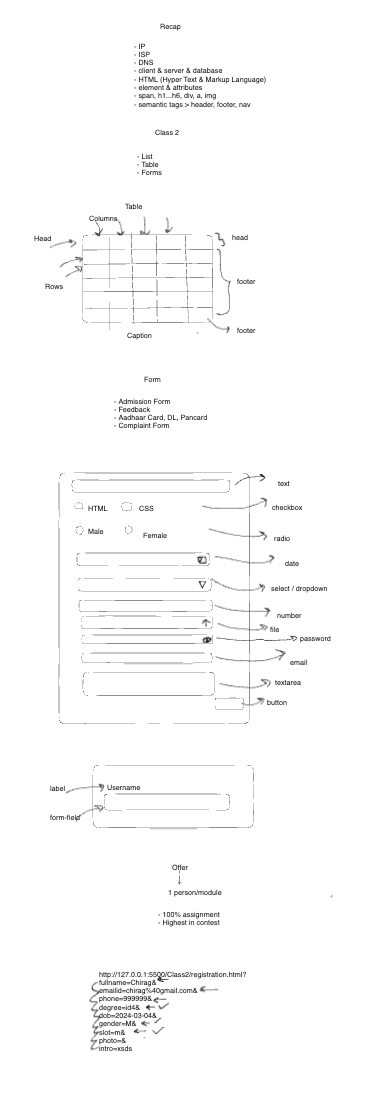 Recap
- IP
- ISP
- DNS
- client & server & database
- HTML (Hyper Text & Markup Language)
- element & attributes
- span, h1...h6, div, a, img
- semantic tags > header, footer, nav
Class 2
- List
- Table
- Forms
Table
Columns
Head
head
Rows
footer
footer
Caption
Form
- Admission Form
- Feedback
- Aadhaar Card, DL, Pancard
- Complaint Form
text
HTML
CSS
checkbox
Male
Female
radio
date
select / dropdown
number
file
password
email
textarea
button
label
Username
form-field
Offer
1 person/module
- 100% assignment
- Highest in contest
http://127.0.0.1:5500/Class2/registration.html?
fullname=Chirag&
emailid=chirag%40gmail.com&
phone=999999&
degree=id4&
dob=2024-03-04&
gender=M&
slot=m&
photo=&
intro=xsds